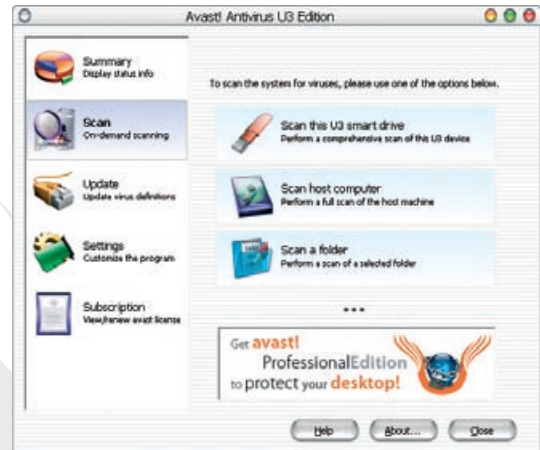 Avast! Antivirus U3 Edition
Summary
Display status info
Scan
On-demand scanning
Update
Update virus definitions
Settings
Customize the program
Subscription
View/renew avast license
To scan the system for viruses, please use one of the options below.
Scan this U3 smart drive
Perform a comprehensive scan of this U3 device
Scan host computer
Perform a full scan of the host machine
Scan a folder
Perform a scan of a selected folder
•••
Get avast!
ProfessionalEdition
to protect your desktop!
Help
About...
Close